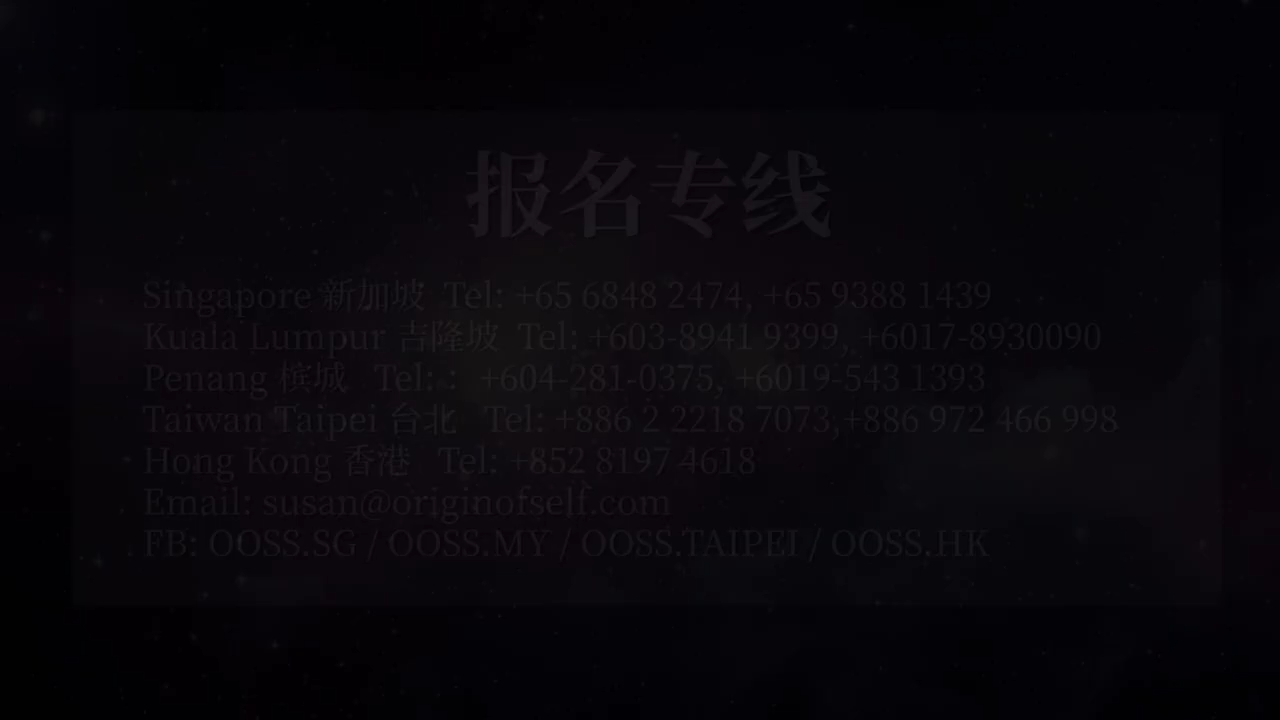 报名专线
Singapore 新加坡 Tel: +65 6848 2474, +65 9388 1439
Kuala Lumpur 吉隆坡 Tel: +603-8941 9399, +6017-8930090
Penang 槟城 Tel: : +604-281-0375, +6019-543 1393
Taiwan Taipei 台北 Tel: +886 2 2218 7073,+886 972 466 998
Hong Kong 香港 Tel: +852 8197 4618
Email: susan@originofself.com
FB: OOSS.SG / OOSS.MY / OOSS.TAIPEI / OOSS.HK